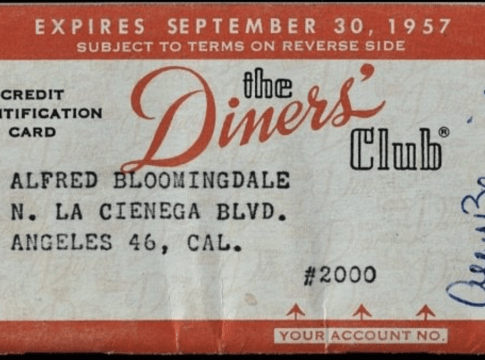 EXPIRES SEPTEMBER 30, 1957
SUBJECT TO TERMS ON REVERSE SIDE
CREDIT
NTIFICATION
CARD
the
Diners'
Club®
ALFRED BLOOMINGDALE
N. LA CIENEGA BLVD.
ANGELES 46, CAL.
#2000
YOUR ACCOUNT NO.